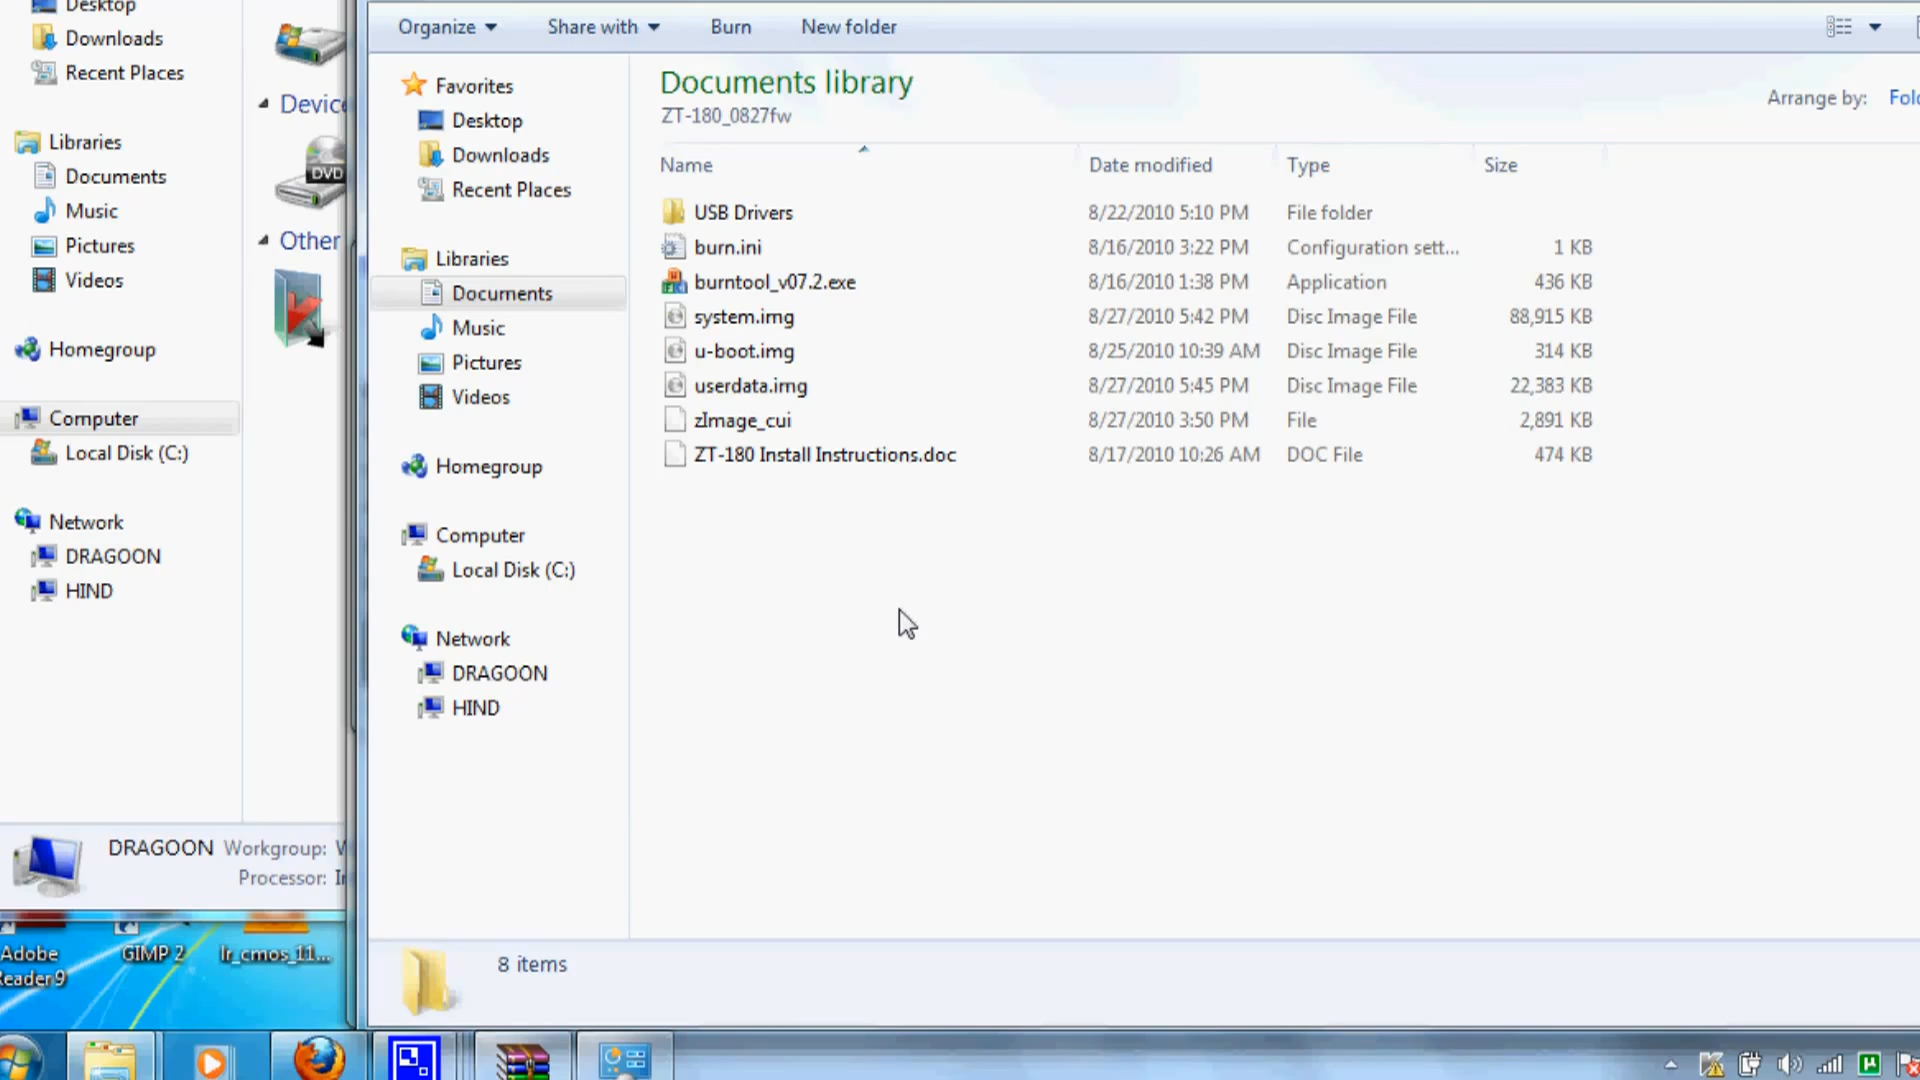 Desktop
Downloads
Recent Places
Libraries
Documents
Music
Pictures
Videos
Homegroup
Computer
Local Disk (C:)
Network
DRAGOON
HIND
Device
DVD
Other
DRAGOON Workgroup: W
Processor: In
Adobe
Reader 9
GIMP 2
lr_cmos_11...
Organize Share with Burn New folder
Favorites
Desktop
Downloads
Recent Places
Libraries
Documents
Music
Pictures
Videos
Homegroup
Computer
Local Disk (C:)
Network
DRAGOON
HIND
Documents library
ZT-180_0827fw
Arrange by: Fold
Name Date modified Type Size
USB Drivers 8/22/2010 5:10 PM File folder
burn.ini 8/16/2010 3:22 PM Configuration sett... 1 KB
burntool_v07.2.exe 8/16/2010 1:38 PM Application 436 KB
system.img 8/27/2010 5:42 PM Disc Image File 88,915 KB
u-boot.img 8/25/2010 10:39 AM Disc Image File 314 KB
userdata.img 8/27/2010 5:45 PM Disc Image File 22,383 KB
zImage_cui 8/27/2010 3:50 PM File 2,891 KB
ZT-180 Install Instructions.doc 8/17/2010 10:26 AM DOC File 474 KB
8 items